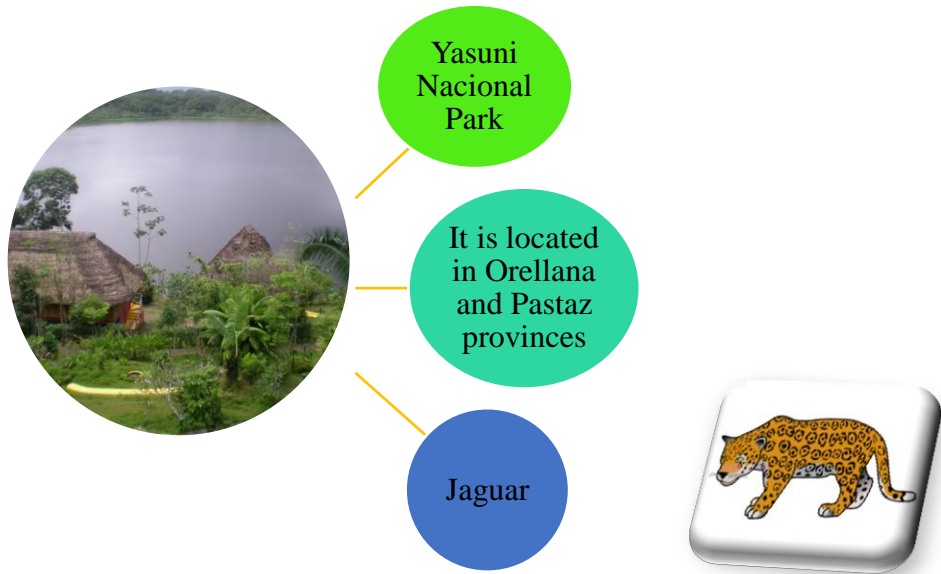 Yasuni
Nacional
Park
It is located
in Orellana
and Pastaz
provinces
Jaguar